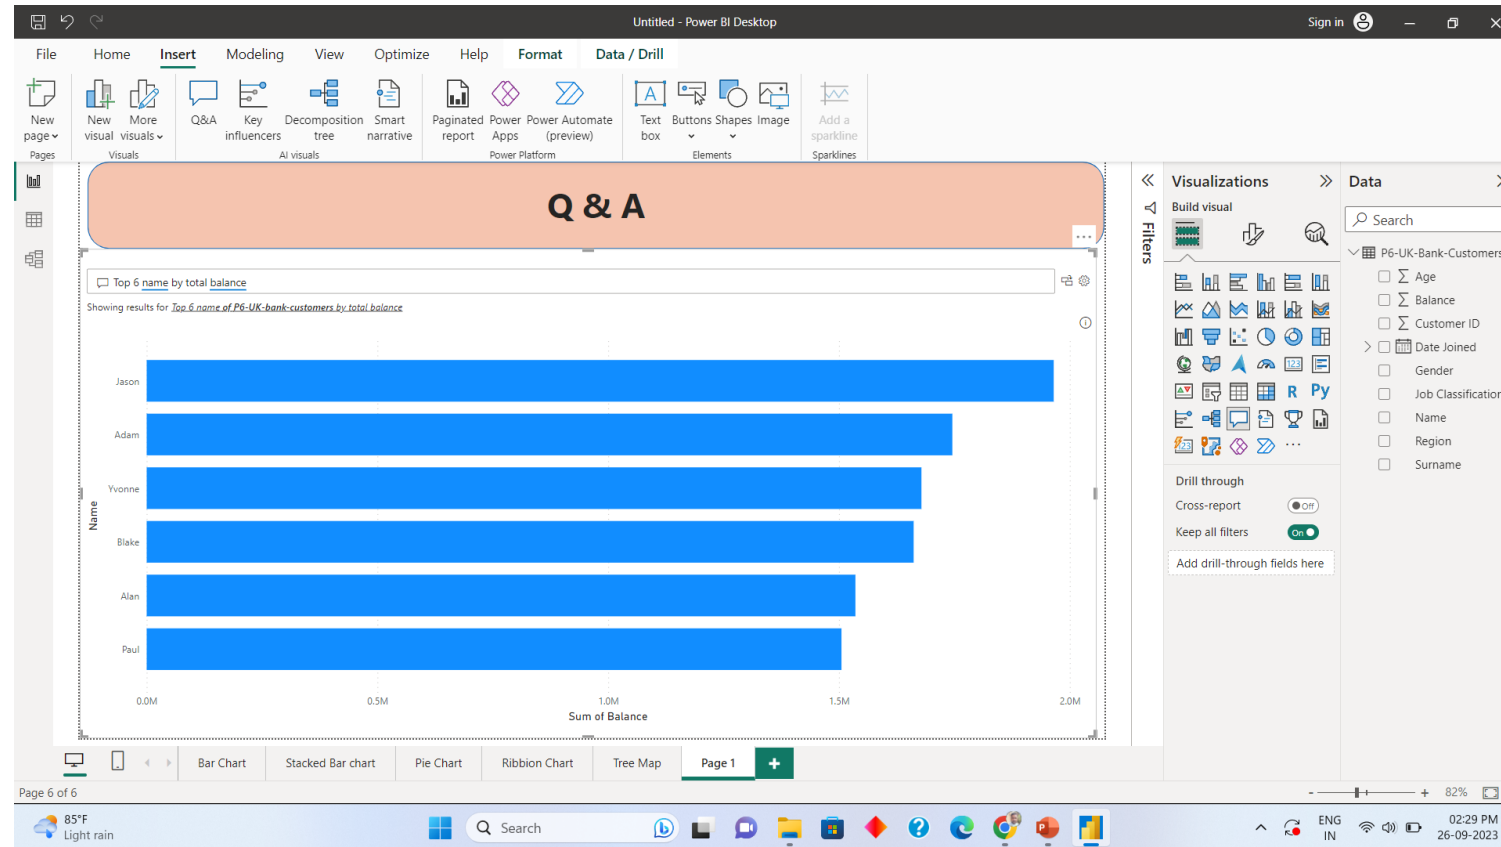 Untitled - Power BI Desktop
Sign in
File Home Insert Modeling View Optimize Help Format Data / Drill
New page
New visual
More visuals
Q&A
Key influencers
Decomposition tree
Smart narrative
Paginated report
Power Apps
Power Automate (preview)
A
Text box
Buttons
Shapes
Image
Add a sparkline
Pages
Visuals
AI visuals
Power Platform
Elements
Sparklines
Q & A
Top 6 name by total balance
Showing results for Top 6 name of P6-UK-bank-customers by total balance
Jason
Adam
Yvonne
Blake
Alan
Paul
Name
0.0M 0.5M 1.0M 1.5M 2.0M
Sum of Balance
Filters
Visualizations
Build visual
123
R Py
123
Drill through
Cross-report Off
Keep all filters On
Add drill-through fields here
Data
Search
P6-UK-Bank-Customers
Age
Balance
Customer ID
Date Joined
Gender
Job Classification
Name
Region
Surname
Bar Chart Stacked Bar chart Pie Chart Ribbion Chart Tree Map Page 1 +
Page 6 of 6
- + 82%
85°F
Light rain
Search
ENG
IN
02:29 PM
26-09-2023